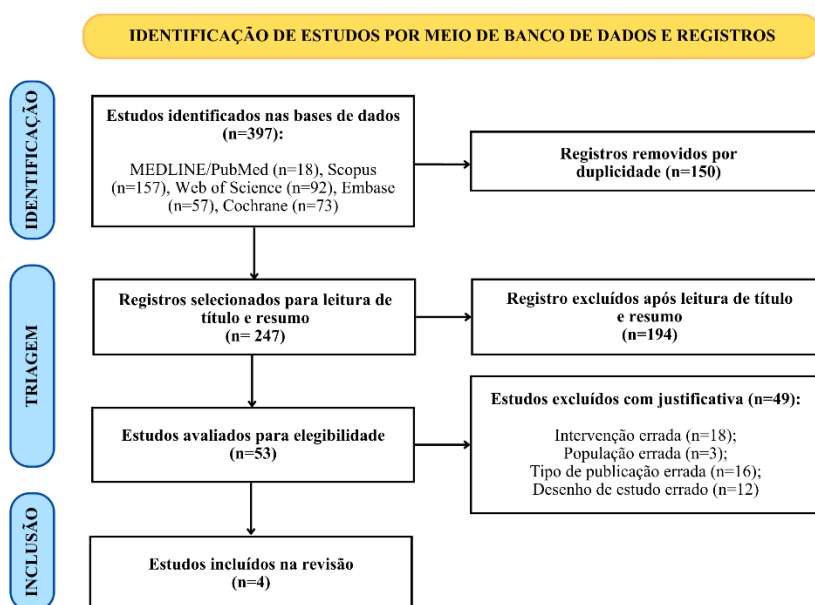 IDENTIFICAÇÃO DE ESTUDOS POR MEIO DE BANCO DE DADOS E REGISTROS
IDENTIFICAÇÃO
Estudos identificados nas bases de dados
(n=397):
MEDLINE/PubMed (n=18), Scopus
(n=157), Web of Science (n=92), Embase
(n=57), Cochrane (n=73)
Registros removidos por
duplicidade (n=150)
TRIAGEM
Registros selecionados para leitura de
título e resumo
(n= 247)
Registro excluídos após leitura de título
e resumo
(n=194)
Estudos avaliados para elegibilidade
(n=53)
Estudos excluídos com justificativa (n=49):
Intervenção errada (n=18);
População errada (n=3);
Tipo de publicação errada (n=16);
Desenho de estudo errado (n=12)
INCLUSÃO
Estudos incluídos na revisão
(n=4)